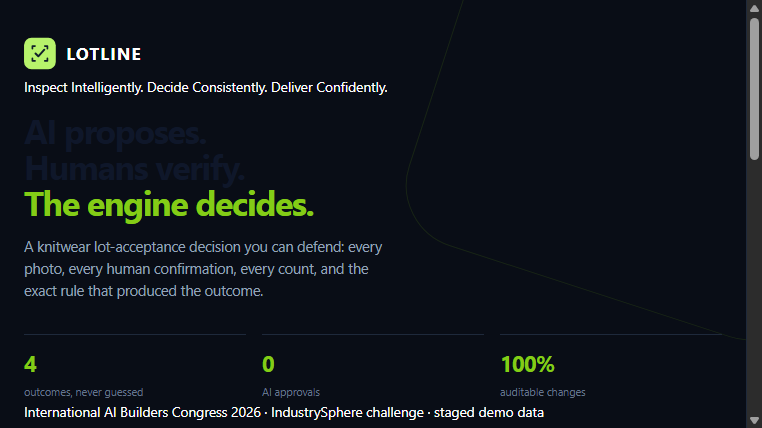 LOTLINE
Inspect Intelligently. Decide Consistently. Deliver Confidently.
AI proposes.
Humans verify.
The engine decides.
A knitwear lot-acceptance decision you can defend: every
photo, every human confirmation, every count, and the
exact rule that produced the outcome.
4
outcomes, never guessed
0
AI approvals
100%
auditable changes
International AI Builders Congress 2026 · IndustrySphere challenge · staged demo data